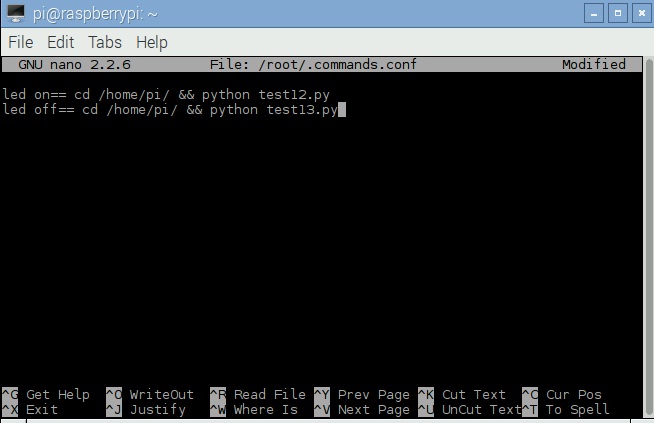 pi@raspberrypi: ~
File Edit Tabs Help
GNU nano 2.2.6 File: /root/.commands.conf Modified
led on== cd /home/pi/ && python test12.py
led off== cd /home/pi/ && python test13.py
^G Get Help ^O WriteOut ^R Read File ^Y Prev Page ^K Cut Text ^C Cur Pos
^X Exit ^J Justify ^W Where Is ^V Next Page ^U UnCut Text ^T To Spell